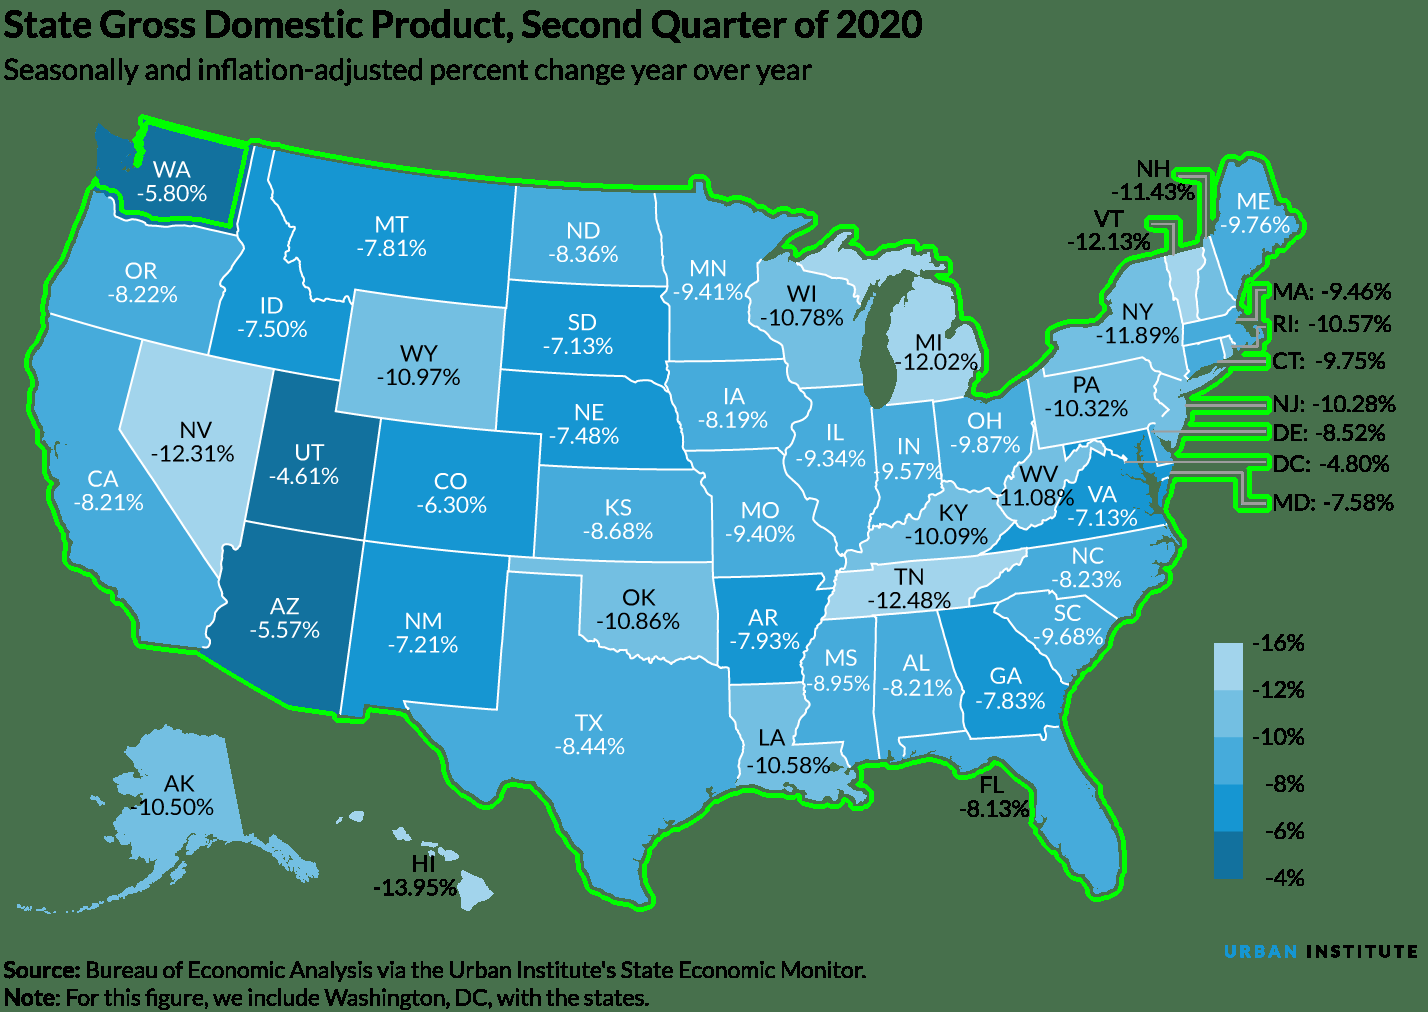 State Gross Domestic Product, Second Quarter of 2020
Seasonally and inflation-adjusted percent change year over year
WA
-5.80%
MT
-7.81%
ND
-8.36%
MN
-9.41%
OR
-8.22%
ID
-7.50%
SD
-7.13%
WY
-10.97%
WI
-10.78%
MI
-12.02%
NH
-11.43%
VT
-12.13%
ME
-9.76%
NY
-11.89%
MA: -9.46%
RI: -10.57%
CT: -9.75%
NJ: -10.28%
DE: -8.52%
DC: -4.80%
MD: -7.58%
PA
-10.32%
NV
-12.31%
UT
-4.61%
CA
-8.21%
CO
-6.30%
NE
-7.48%
IA
-8.19%
IL
-9.34%
IN
-9.57%
OH
-9.87%
WV
-11.08%
VA
-7.13%
KS
-8.68%
MO
-9.40%
KY
-10.09%
NC
-8.23%
TN
-12.48%
SC
-9.68%
AZ
-5.57%
NM
-7.21%
OK
-10.86%
AR
-7.93%
MS
-8.95%
AL
-8.21%
GA
-7.83%
TX
-8.44%
LA
-10.58%
FL
-8.13%
AK
-10.50%
HI
-13.95%
-16%
-12%
-10%
-8%
-6%
-4%
URBAN INSTITUTE
Source: Bureau of Economic Analysis via the Urban Institute's State Economic Monitor.
Note: For this figure, we include Washington, DC, with the states.